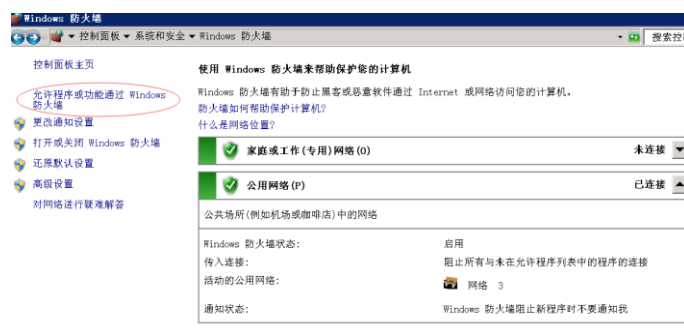 Windows 防火墙
控制面板 ▾ 系统和安全 ▾ Windows 防火墙
搜索控
控制面板主页
允许程序或功能通过 Windows
防火墙
更改通知设置
打开或关闭 Windows 防火墙
还原默认设置
高级设置
对网络进行疑难解答
使用 Windows 防火墙来帮助保护您的计算机
Windows 防火墙有助于防止黑客或恶意软件通过 Internet 或网络访问您的计算机。
防火墙如何帮助保护计算机?
什么是网络位置?
家庭或工作(专用)网络(O) 未连接
公用网络(P) 已连接
公共场所(例如机场或咖啡店)中的网络
Windows 防火墙状态: 启用
传入连接: 阻止所有与未在允许程序列表中的程序的连接
活动的公用网络: 网络 3
通知状态: Windows 防火墙阻止新程序时不要通知我